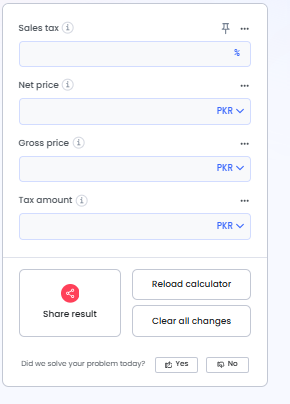 Sales tax
%
Net price
PKR
Gross price
PKR
Tax amount
PKR
Share result
Reload calculator
Clear all changes
Did we solve your problem today?
Yes
No